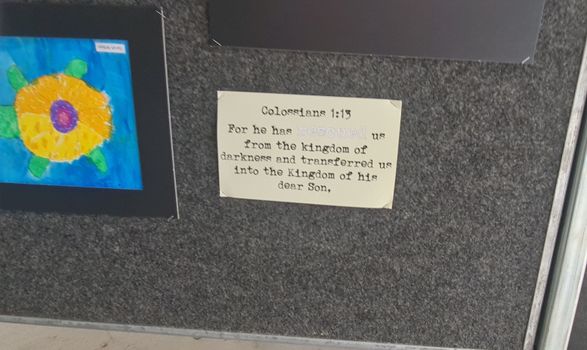 Colossians 1:13
For he has rescued us
from the kingdom of
darkness and transferred us
into the Kingdom of his
dear Son,